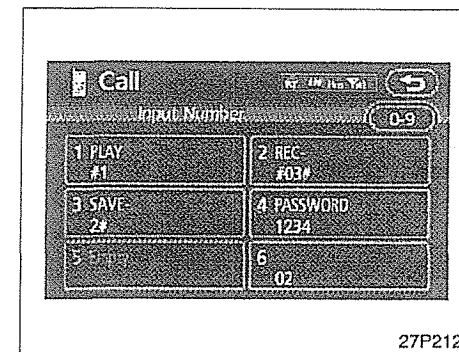 Call
Input Number
0-9
1 PLAY
#1
2 REC
#03#
3 SAVE
2#
4 PASSWORD
1234
5 Empty
6
02
27P212